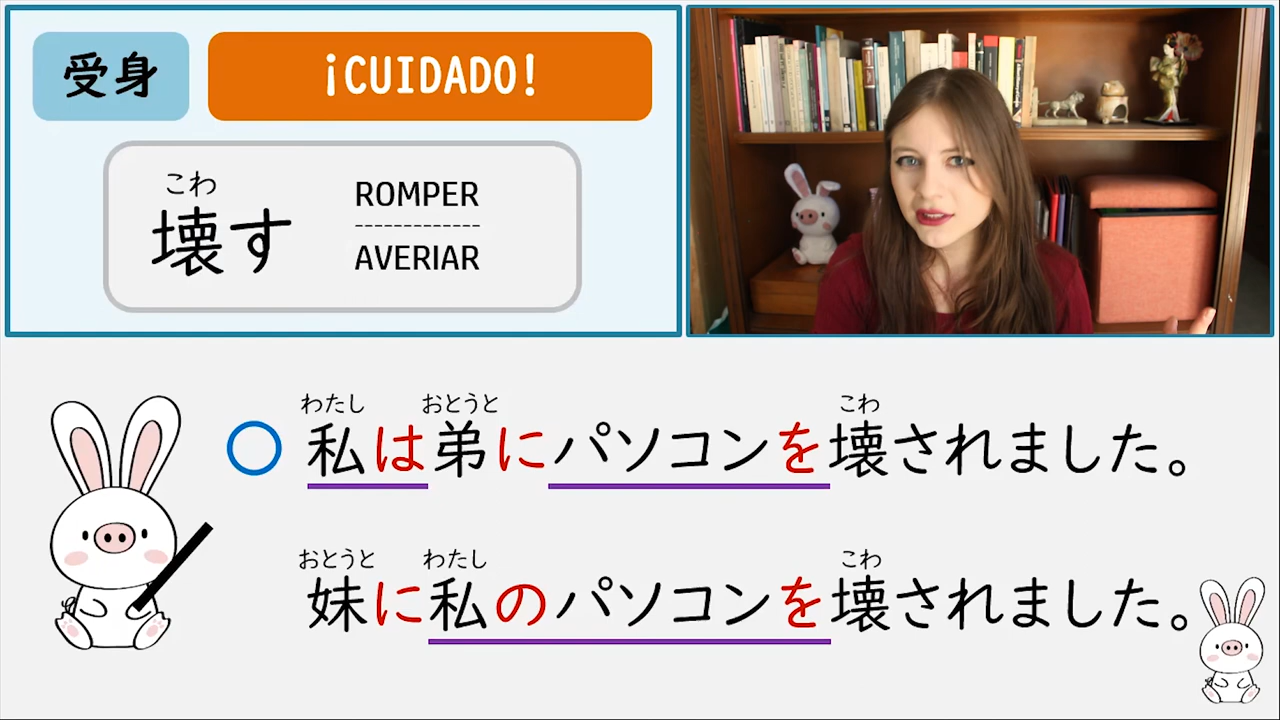 受身
¡CUIDADO!
こわ
壊す
ROMPER
AVERIAR
わたし おとうと こわ
私は弟にパソコンを壊されました。
おとうと わたし こわ
妹に私のパソコンを壊されました。